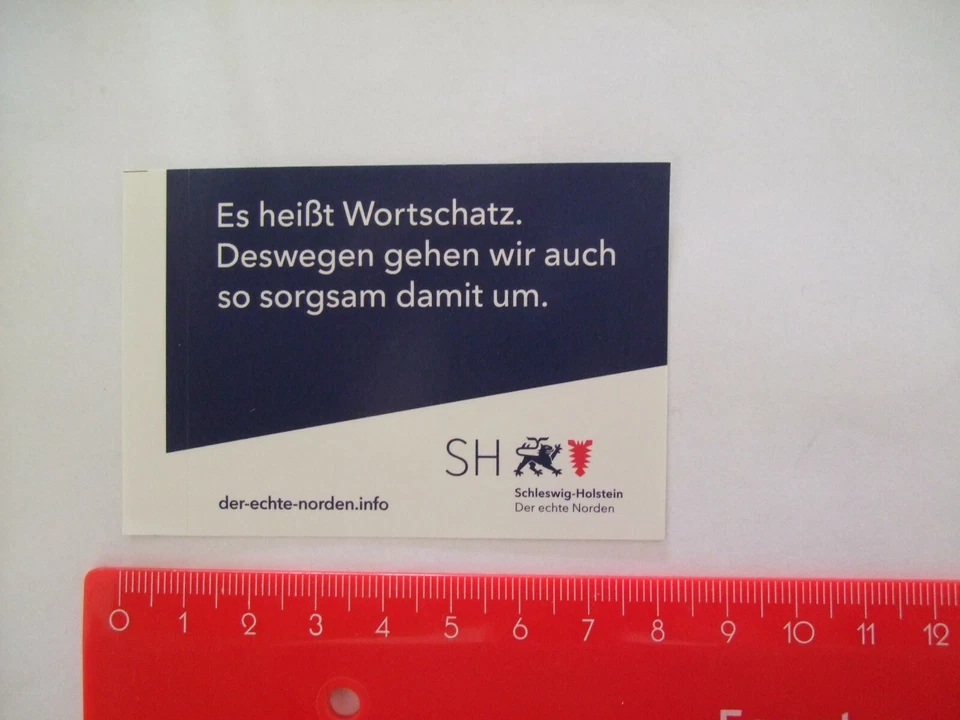 Es heißt Wortschatz.
Deswegen gehen wir auch
so sorgsam damit um.
SH
Schleswig-Holstein
Der echte Norden
der-echte-norden.info
0 1 2 3 4 5 6 7 8 9 10 11 12